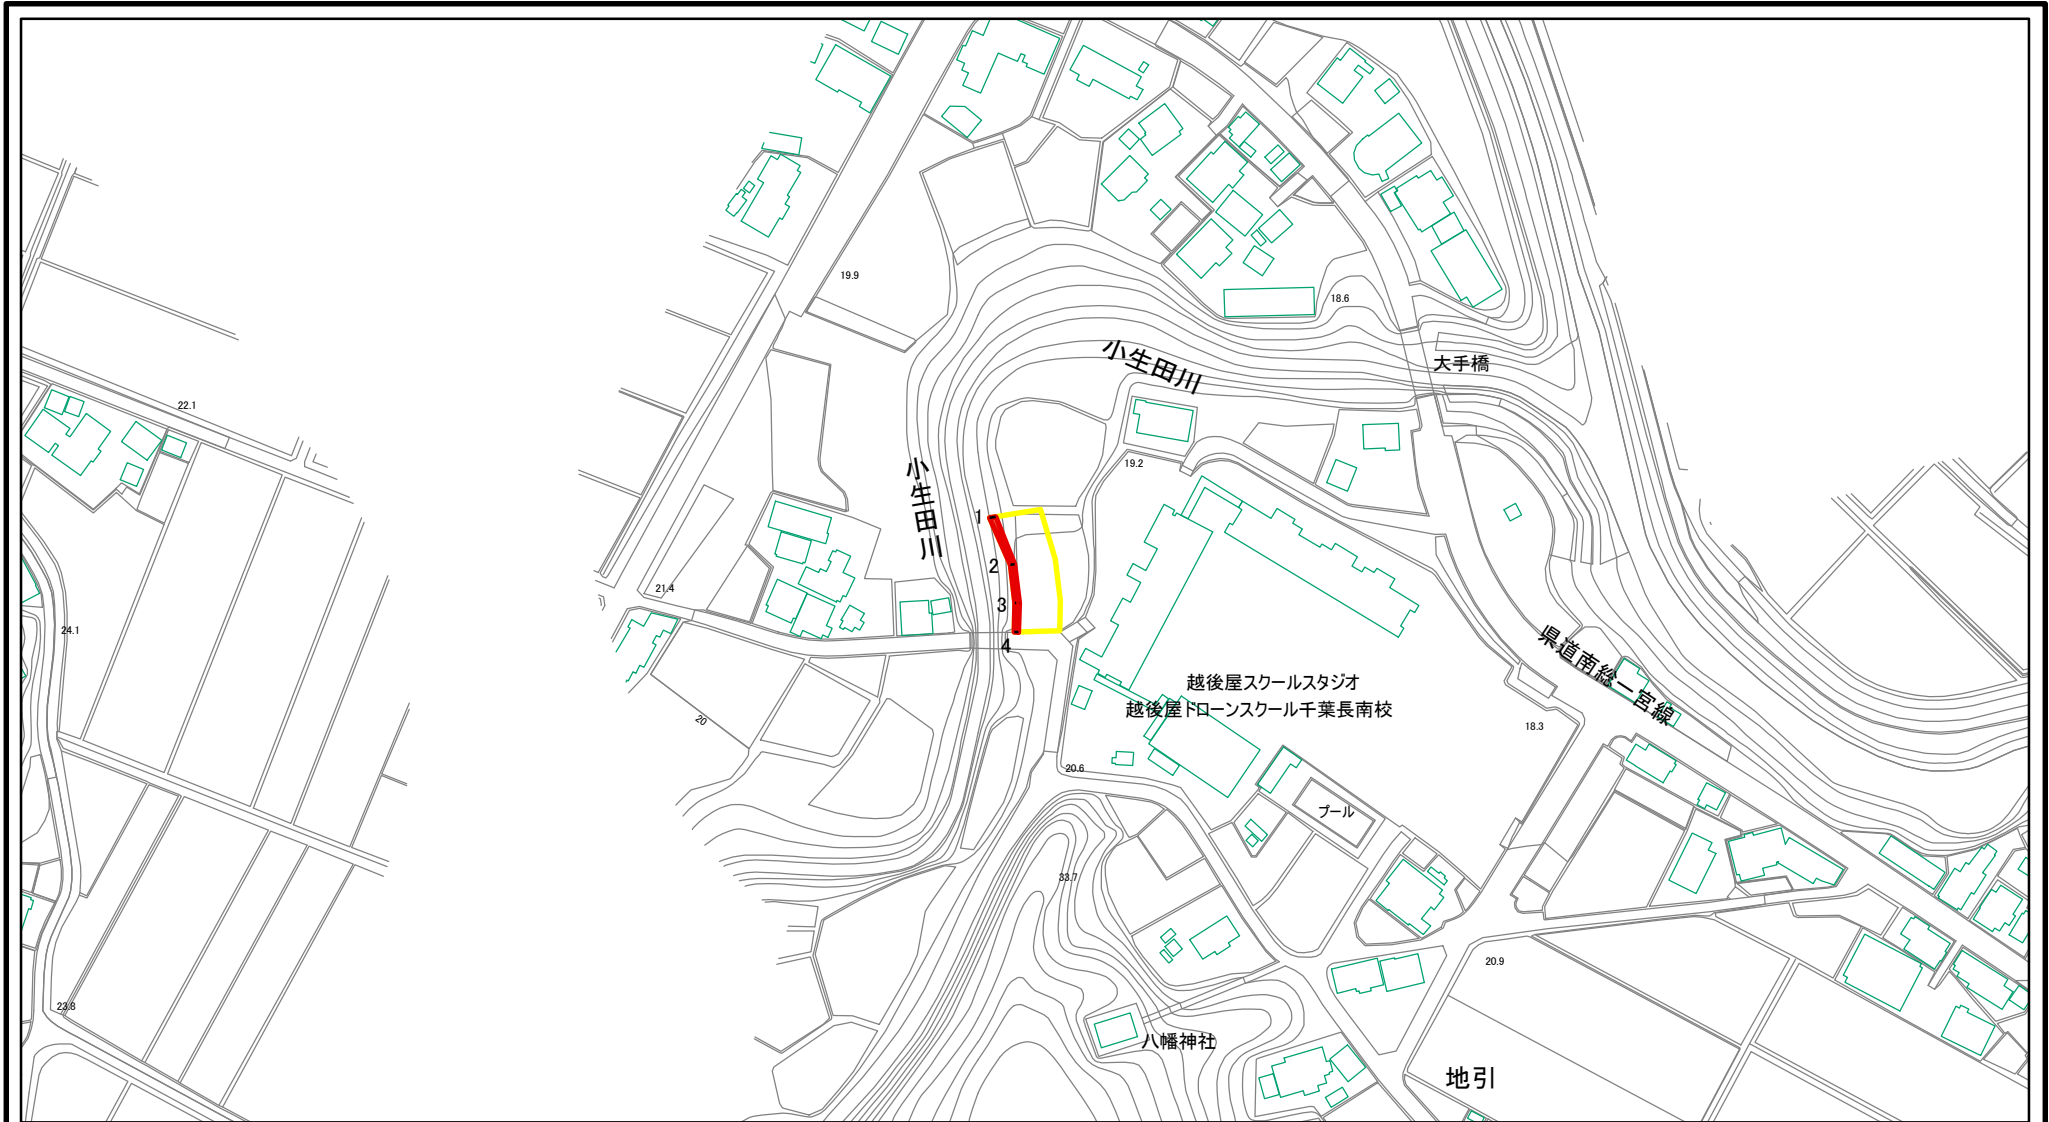 19.9
18.6
小生田川
大手橋
22.1
19.2
小生田川
1
2
21.4
3
24.1
4
県道南総一宮線
越後屋スクールスタジオ
越後屋ドローンスクール千葉長南校
20
18.3
20.6
プール
33.7
20.9
23.8
八幡神社
地引